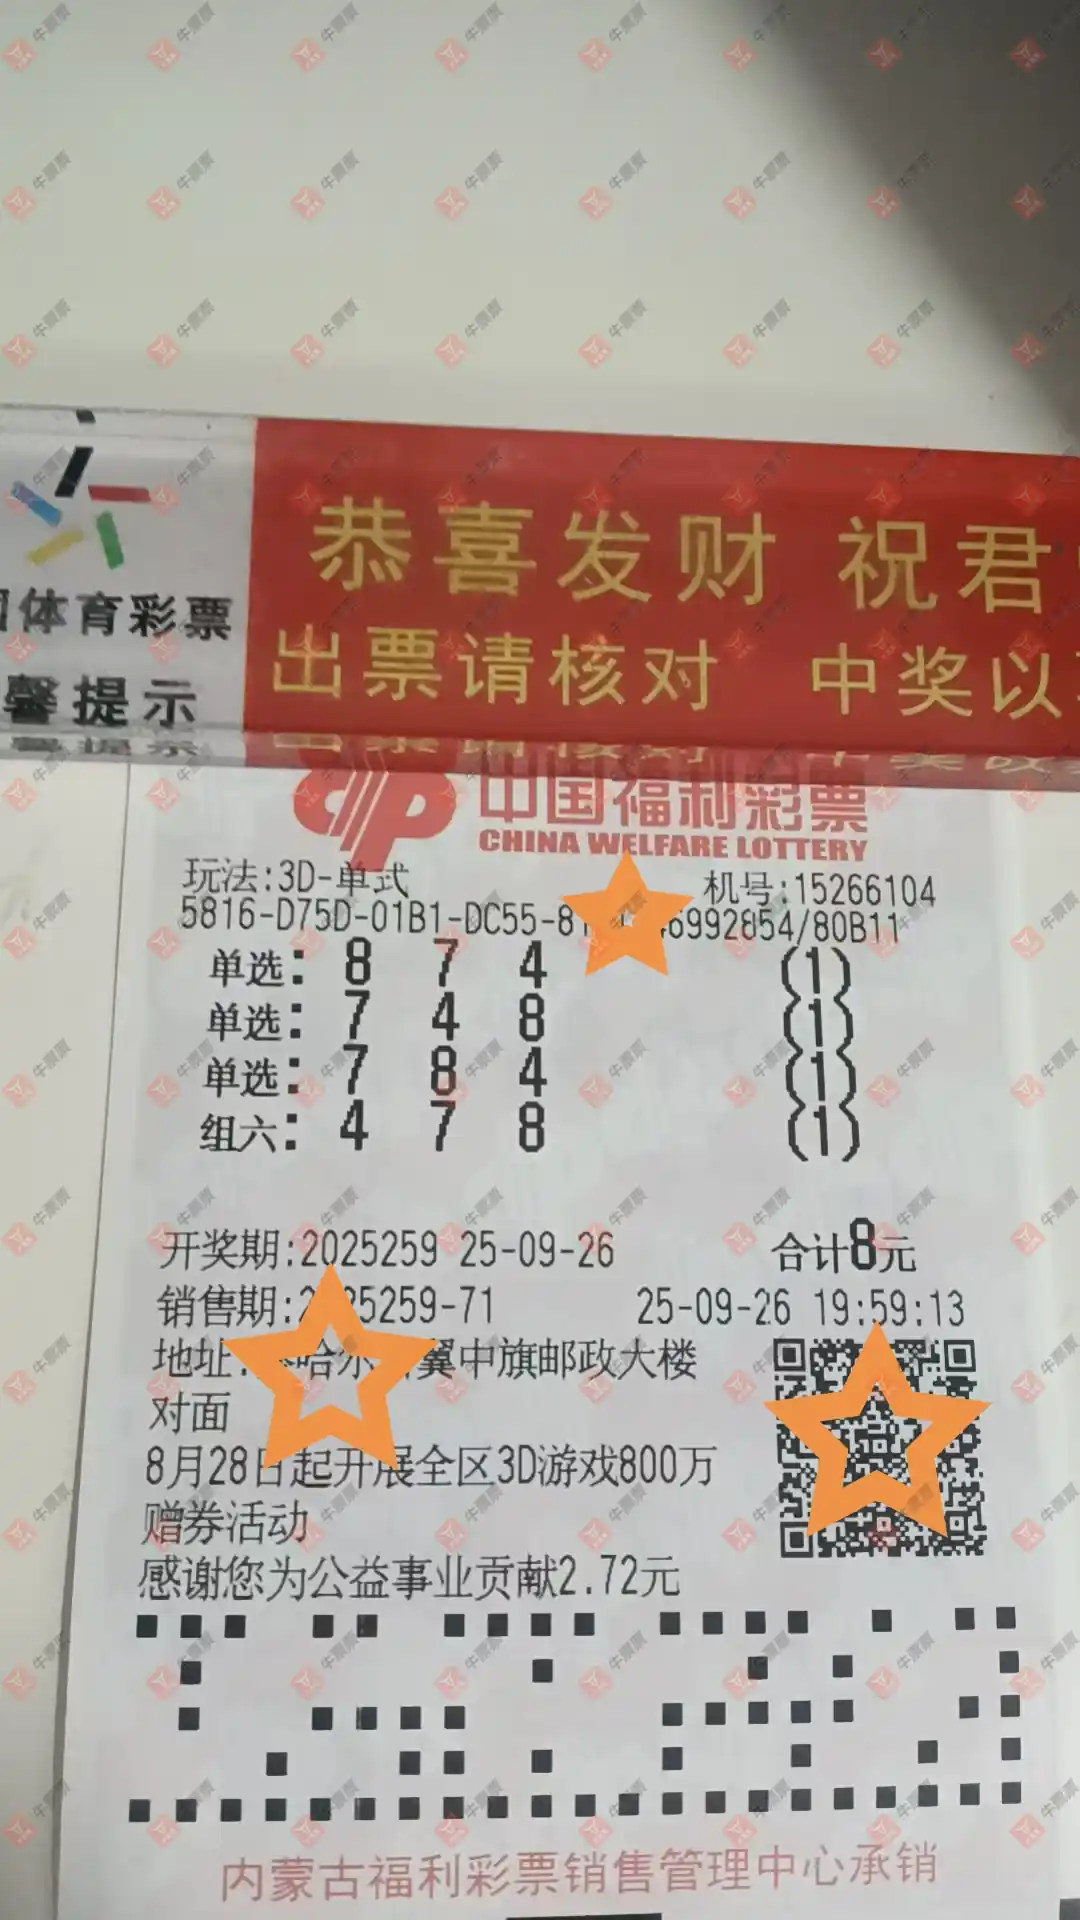 恭喜发财 祝君
体育彩票
出票请核对 中奖以
馨提示
中国福利彩票
CHINA WELFARE LOTTERY
玩法:3D-单式 机号:15266104
5816-D75D-01B1-DC55-81 6992854/80B11
单选: 8 7 4 (1)
单选: 7 4 8 (1)
单选: 7 8 4 (1)
组六: 4 7 8 (1)
开奖期:2025259 25-09-26 合计8元
销售期:2025259-71 25-09-26 19:59:13
地址: 哈尔 翼中旗邮政大楼
对面
8月28日起开展全区3D游戏800万
赠券活动
感谢您为公益事业贡献2.72元
内蒙古福利彩票销售管理中心承销
牛票票